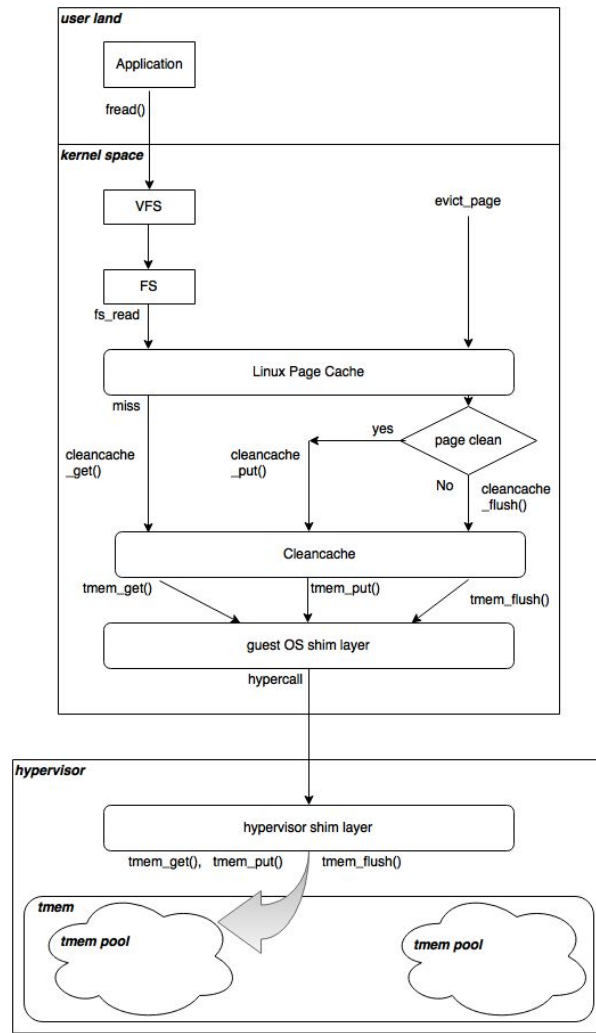 user land
Application
fread()
kernel space
VFS
evict_page
FS
fs_read
Linux Page Cache
miss
yes
page clean
cleancache
_get()
cleancache
_put()
No
cleancache
_flush()
Cleancache
tmem_get()
tmem_put()
tmem_flush()
guest OS shim layer
hypercall
hypervisor
hypervisor shim layer
tmem_get(), tmem_put() tmem_flush()
tmem
tmem pool
tmem pool